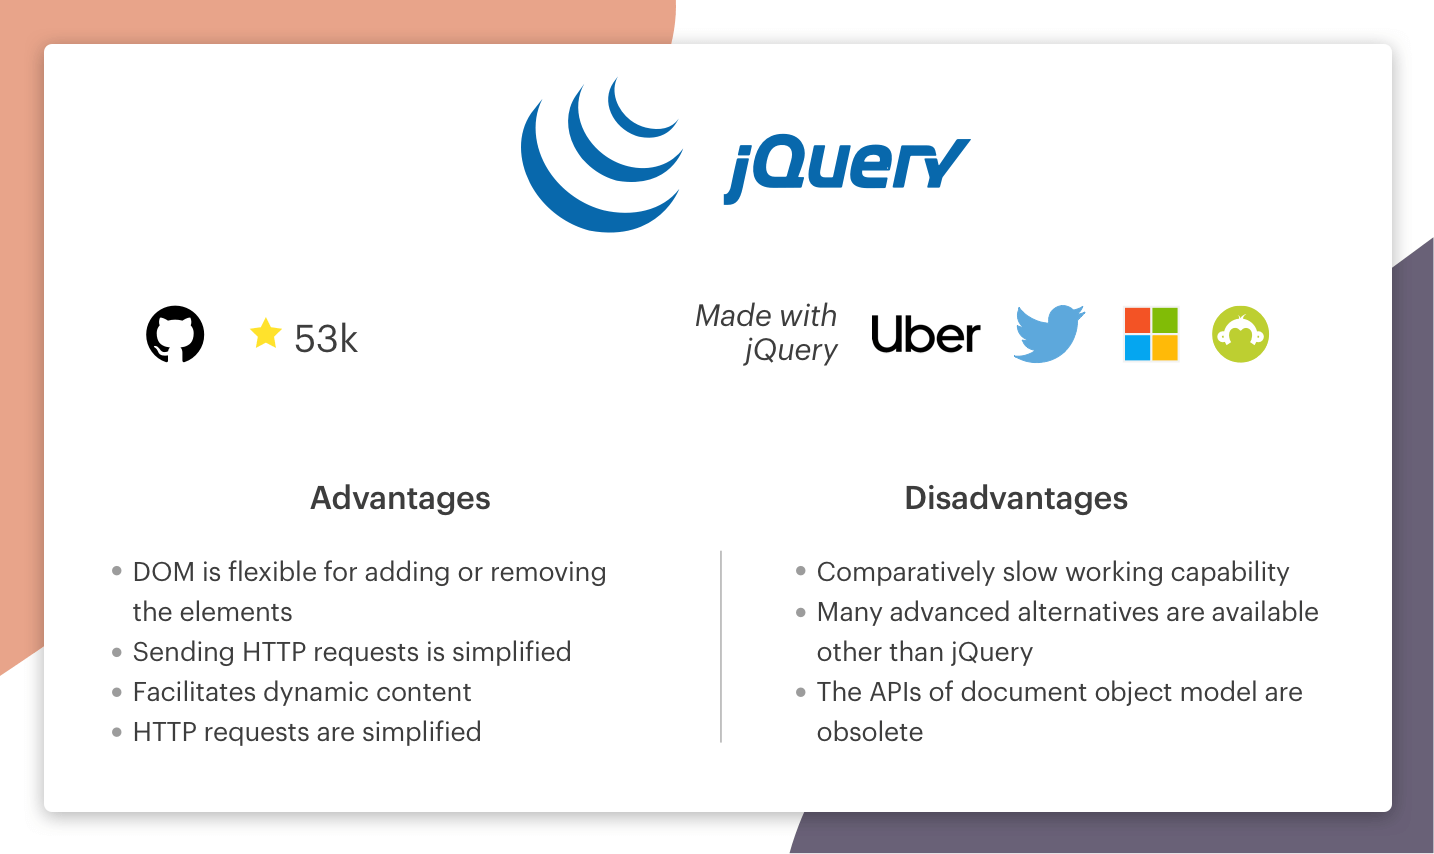 jQuery
53k
Made with
jQuery
Uber
Advantages
DOM is flexible for adding or removing
the elements
Sending HTTP requests is simplified
Facilitates dynamic content
HTTP requests are simplified
Disadvantages
Comparatively slow working capability
Many advanced alternatives are available
other than jQuery
The APIs of document object model are
obsolete